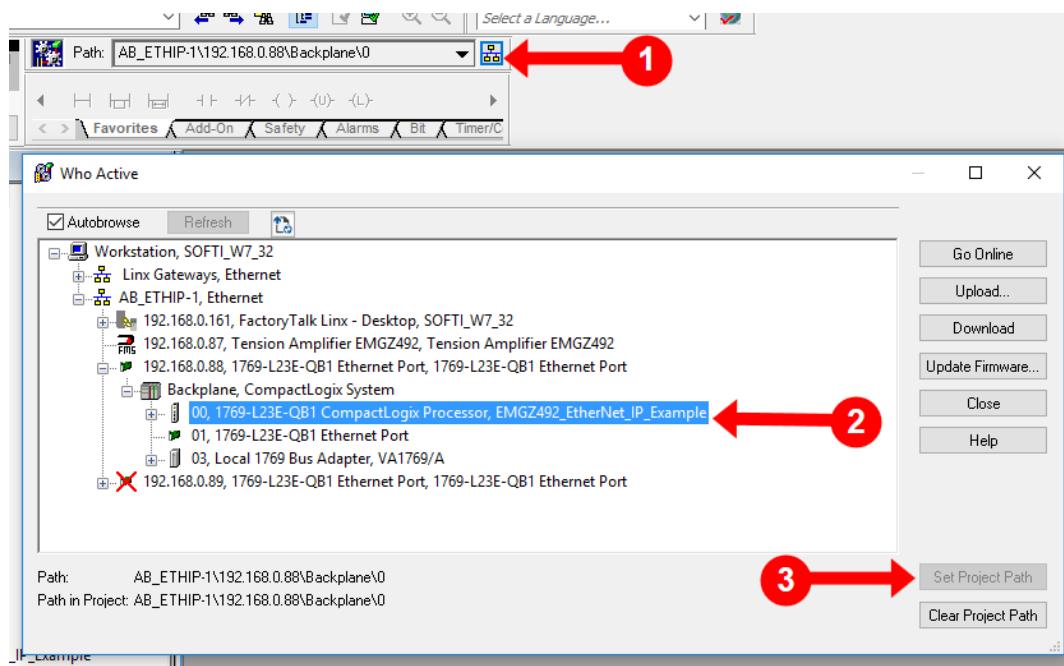 Select a Language...
Path: AB_ETHIP-1\192.168.0.88\Backplane\0
1
Favorites Add-On Safety Alarms Bit Timer/C
Who Active
Autobrowse Refresh
Workstation, SOFTI_W7_32
Linx Gateways, Ethernet
AB_ETHIP-1, Ethernet
192.168.0.161, FactoryTalk Linx - Desktop, SOFTI_W7_32
FMS 192.168.0.87, Tension Amplifier EMGZ492, Tension Amplifier EMGZ492
192.168.0.88, 1769-L23E-QB1 Ethernet Port, 1769-L23E-QB1 Ethernet Port
Backplane, CompactLogix System
00, 1769-L23E-QB1 CompactLogix Processor, EMGZ492_EtherNet_IP_Example
2
01, 1769-L23E-QB1 Ethernet Port
03, Local 1769 Bus Adapter, VA1769/A
192.168.0.89, 1769-L23E-QB1 Ethernet Port, 1769-L23E-QB1 Ethernet Port
Go Online
Upload...
Download
Update Firmware...
Close
Help
Path: AB_ETHIP-1\192.168.0.88\Backplane\0
Path in Project: AB_ETHIP-1\192.168.0.88\Backplane\0
3
Set Project Path
Clear Project Path
_IP_Example